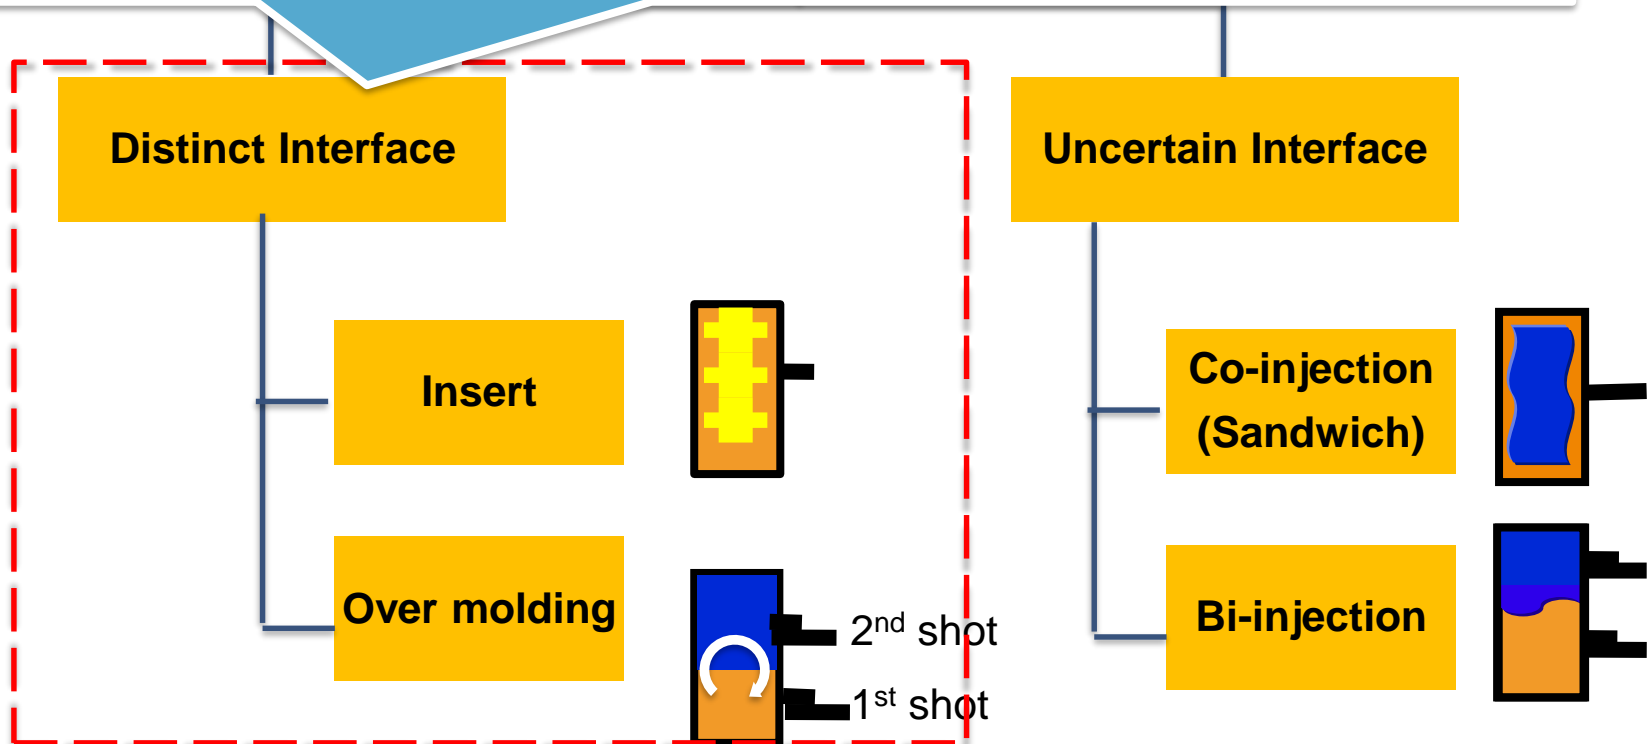 Distinct Interface
Uncertain Interface
Insert
Co-injection
(Sandwich)
Over molding
2nd shot
1st shot
Bi-injection